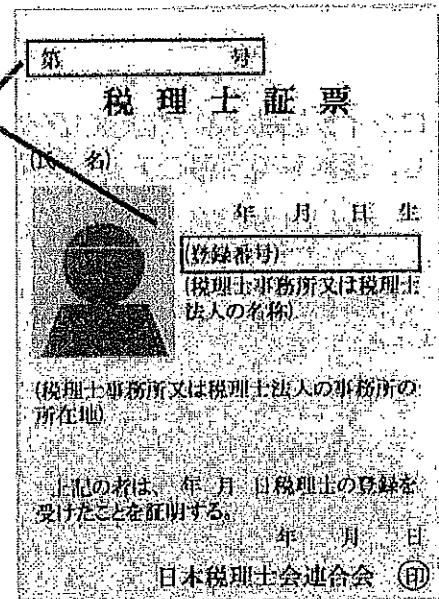 第 号
税理士証票
(氏 名)
年 月 日 生
(登録番号)
(税理士事務所又は税理士
法人の名称)
(税理士事務所又は税理士法人の事務所の
所在地)
上記の者は、 年 月 日税理士の登録を
受けたことを証明する。
年 月 日
日本税理士会連合会 ㊞